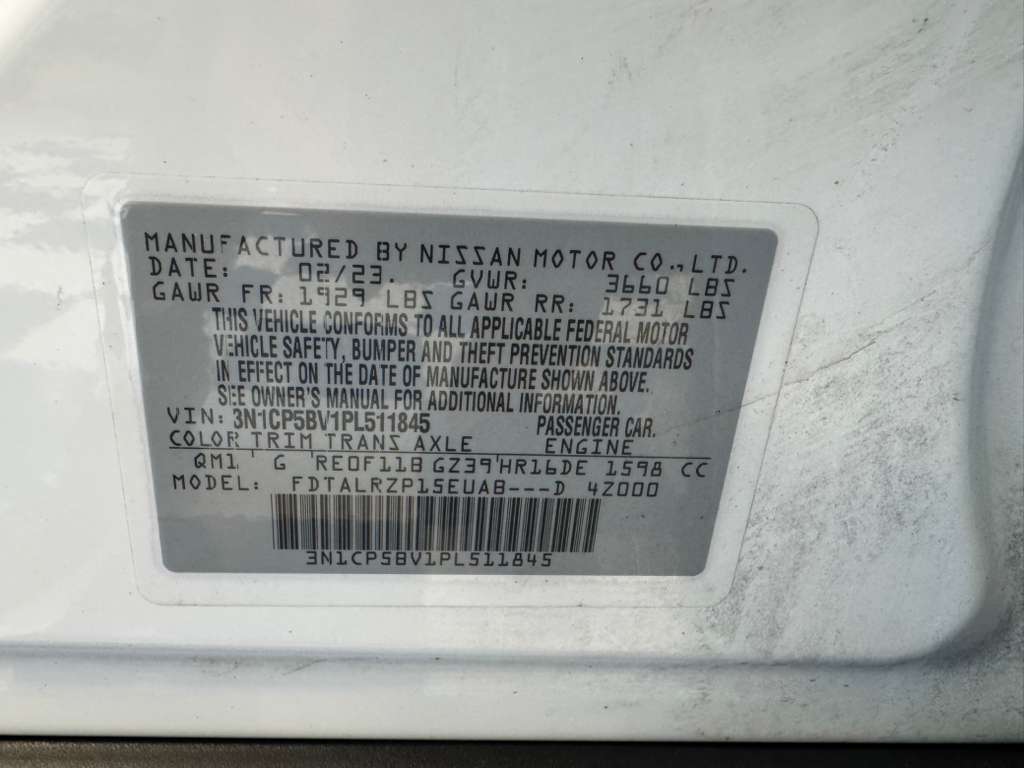 MANUFACTURED BY NISSAN MOTOR CO., LTD.
DATE: 02/23. GVWR: 3660 LBS
GAWR FR: 1929 LBS GAWR RR: 1731 LBS
THIS VEHICLE CONFORMS TO ALL APPLICABLE FEDERAL MOTOR
VEHICLE SAFETY, BUMPER AND THEFT PREVENTION STANDARDS
IN EFFECT ON THE DATE OF MANUFACTURE SHOWN ABOVE.
SEE OWNER'S MANUAL FOR ADDITIONAL INFORMATION.
VIN: 3N1CP5BV1PL511845 PASSENGER CAR.
COLOR TRIM TRANS AXLE ENGINE
QM1 G RE0F11B GZ39 HR16DE 1598 CC
MODEL: FDTALRZP15EUAB---D 4Z000
3N1CP5BV1PL511845